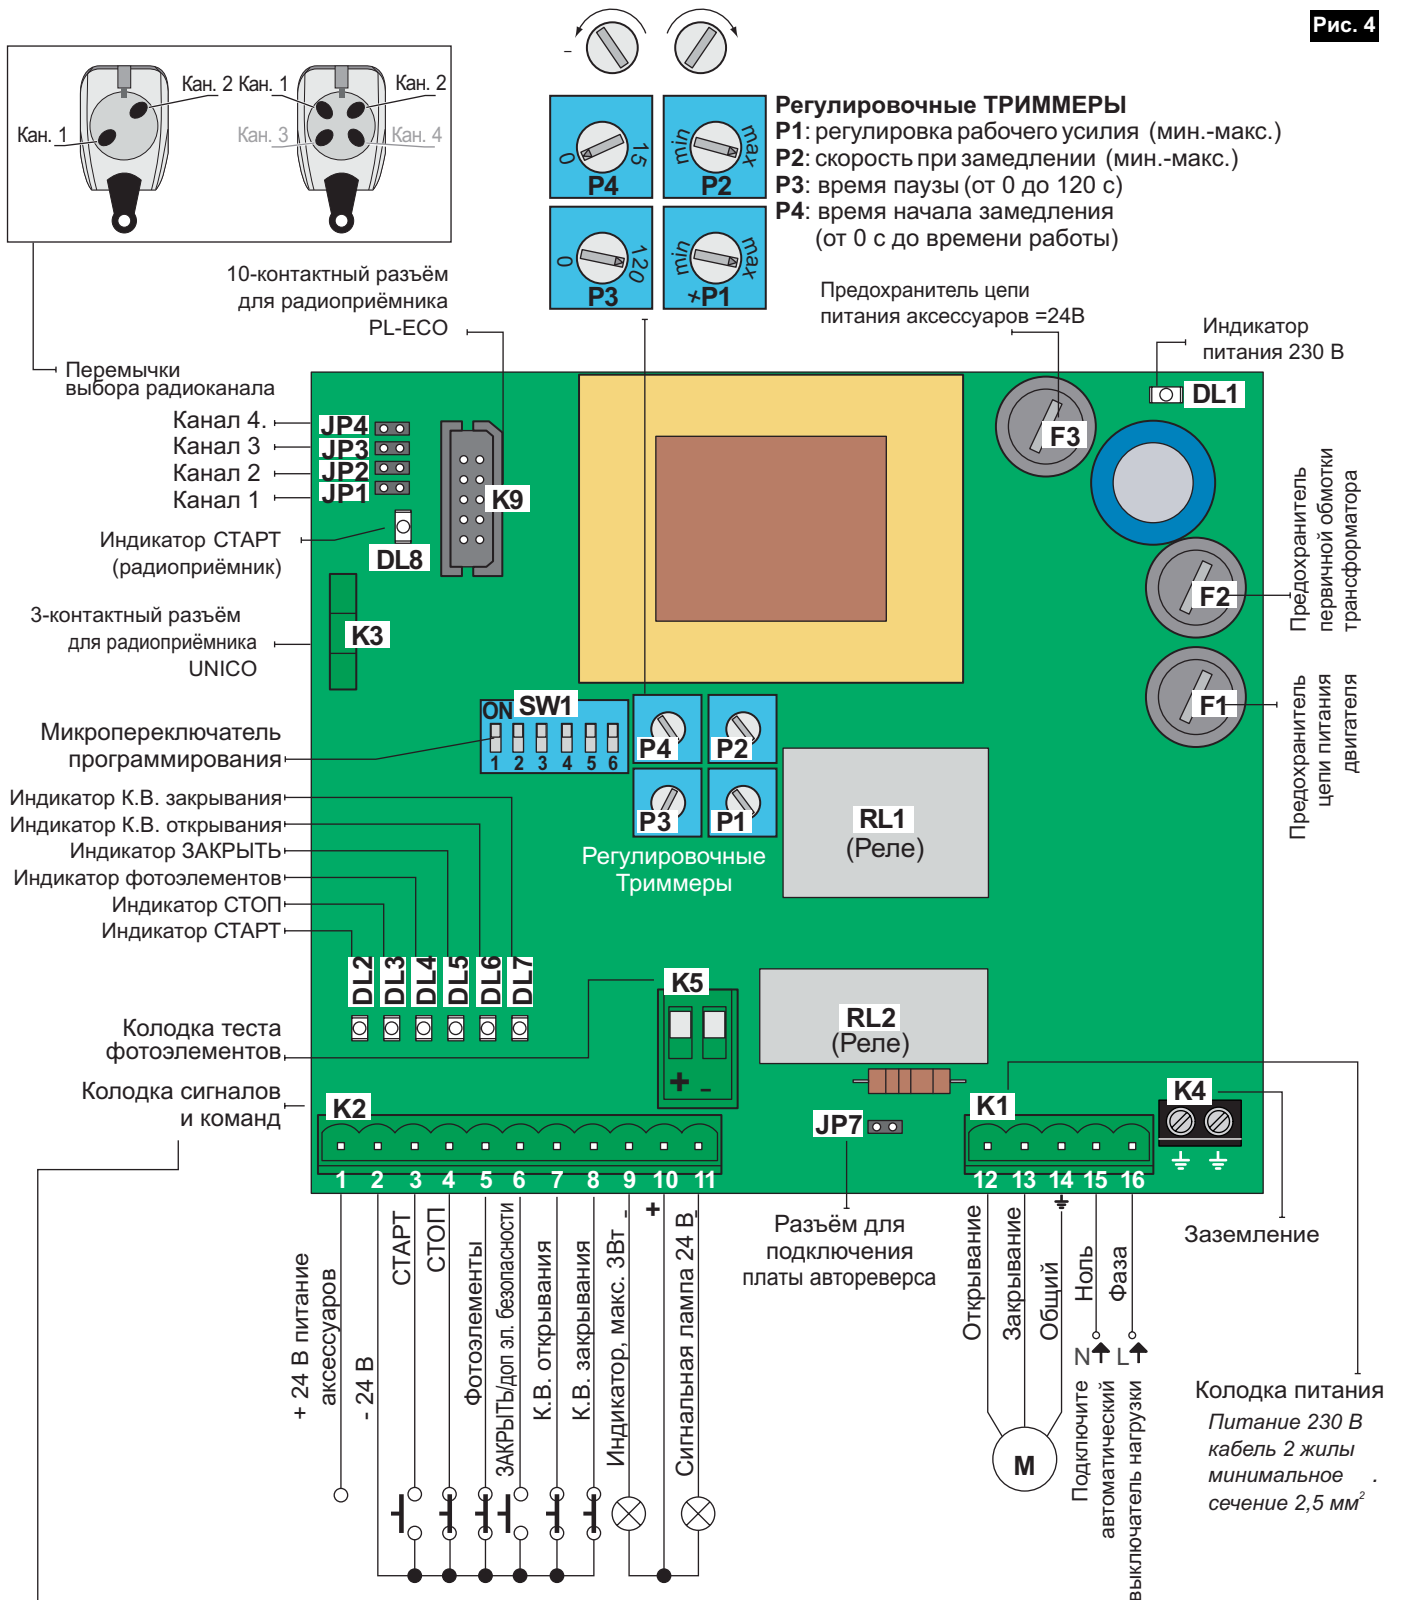 Рис. 4
Кан. 1
Кан. 2
Кан. 1
Кан. 2
Кан. 3
Кан. 4
–
0
15
P4
min
max
P2
0
120
P3
min
max
+P1
Регулировочные ТРИММЕРЫ
P1: регулировка рабочего усилия (мин.-макс.)
P2: скорость при замедлении (мин.-макс.)
P3: время паузы (от 0 до 120 с)
P4: время начала замедления
(от 0 с до времени работы)
10-контактный разъём
для радиоприёмника
PL-ECO
Предохранитель цепи
питания аксессуаров =24В
Индикатор
питания 230 В
Перемычки
выбора радиоканала
Канал 4.
Канал 3
Канал 2
Канал 1
JP4
JP3
JP2
JP1
K9
F3
DL1
Индикатор СТАРТ
(радиоприёмник)
DL8
3-контактный разъём
для радиоприёмника
UNICO
K3
F2
Предохранитель
первичной обмотки
трансформатора
F1
Предохранитель
цепи питания
двигателя
Микропереключатель
программирования
ON
SW1
1 2 3 4 5 6
P4
P2
P3
P1
Регулировочные
Триммеры
RL1
(Реле)
Индикатор К.В. закрывания
Индикатор К.В. открывания
Индикатор ЗАКРЫТЬ
Индикатор фотоэлементов
Индикатор СТОП
Индикатор СТАРТ
DL2
DL3
DL4
DL5
DL6
DL7
K5
+ -
RL2
(Реле)
Колодка теста
фотоэлементов
Колодка сигналов
и команд
K2
JP7
K1
K4
1 2 3 4 5 6 7 8 9 10 11
12 13 14 15 16
+ 24 В питание
аксессуаров
- 24 В
СТАРТ
СТОП
Фотоэлементы
ЗАКРЫТЬ/доп эл. безопасности
К.В. открывания
К.В. закрывания
Индикатор, макс. 3Вт -
+
Сигнальная лампа 24 В -
Разъём для
подключения
платы автореверса
Открывание
Закрывание
Общий
Ноль
Фаза
N
L
M
Подключите
автоматический
выключатель нагрузки
Заземление
Колодка питания
Питание 230 В
кабель 2 жилы
минимальное .
сечение 2,5 мм²